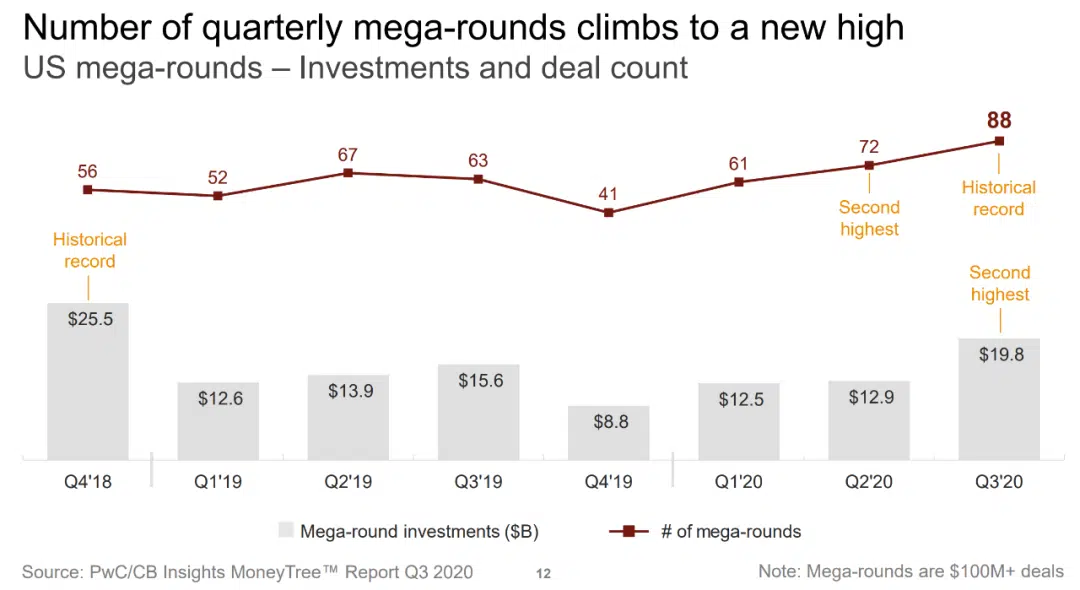 Number of quarterly mega-rounds climbs to a new high
US mega-rounds – Investments and deal count
56
52
67
63
41
61
72
88
Second
highest
Historical
record
Historical
record
Second
highest
$25.5
$12.6
$13.9
$15.6
$8.8
$12.5
$12.9
$19.8
Q4'18
Q1'19
Q2'19
Q3'19
Q4'19
Q1'20
Q2'20
Q3'20
Mega-round investments ($B)
# of mega-rounds
Source: PwC/CB Insights MoneyTree™ Report Q3 2020
12
Note: Mega-rounds are $100M+ deals